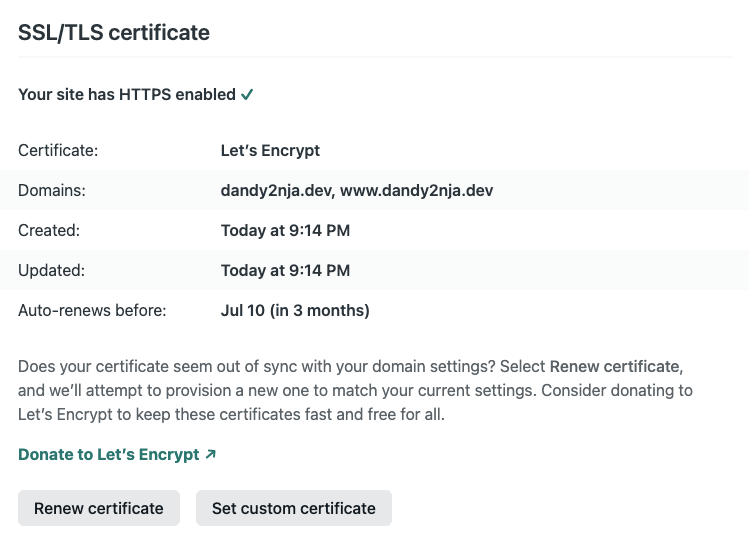 SSL/TLS certificate
Your site has HTTPS enabled ✓
Certificate: Let's Encrypt
Domains: dandy2nja.dev, www.dandy2nja.dev
Created: Today at 9:14 PM
Updated: Today at 9:14 PM
Auto-renews before: Jul 10 (in 3 months)
Does your certificate seem out of sync with your domain settings? Select Renew certificate,
and we'll attempt to provision a new one to match your current settings. Consider donating to
Let's Encrypt to keep these certificates fast and free for all.
Donate to Let's Encrypt ↗
Renew certificate Set custom certificate